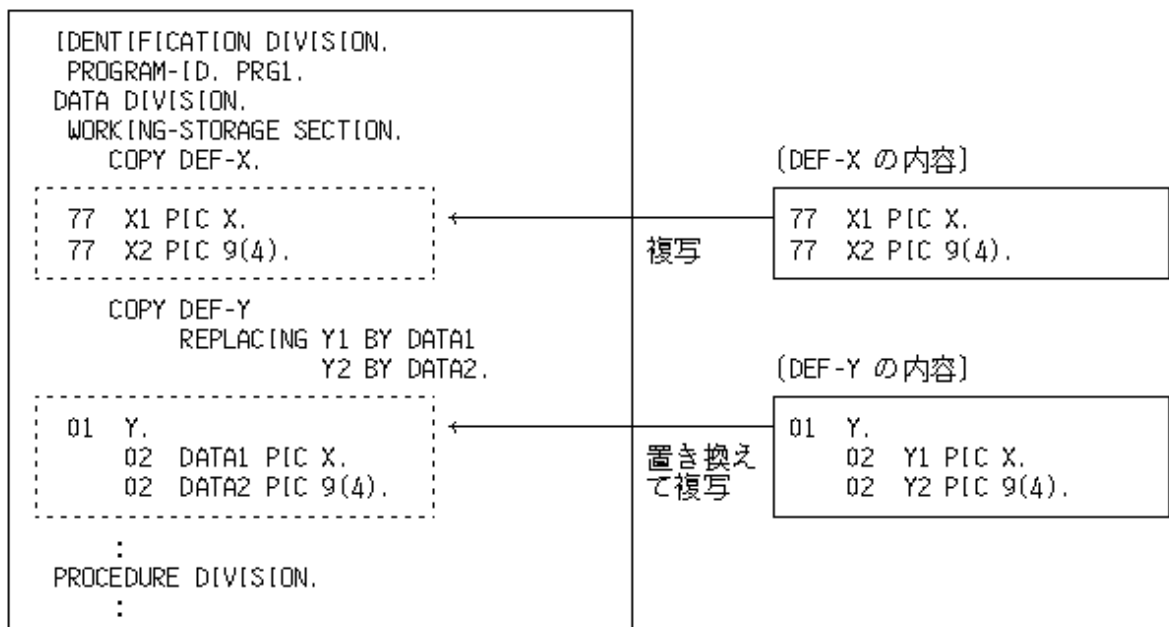 IDENTIFICATION DIVISION.
PROGRAM-ID. PRG1.
DATA DIVISION.
WORKING-STORAGE SECTION.
COPY DEF-X.
[DEF-X の内容]
77 X1 PIC X.
77 X2 PIC 9(4).
複写
77 X1 PIC X.
77 X2 PIC 9(4).
COPY DEF-Y
REPLACING Y1 BY DATA1
Y2 BY DATA2.
[DEF-Y の内容]
01 Y.
02 DATA1 PIC X.
02 DATA2 PIC 9(4).
置き換え
て複写
01 Y.
02 Y1 PIC X.
02 Y2 PIC 9(4).
:
PROCEDURE DIVISION.
: